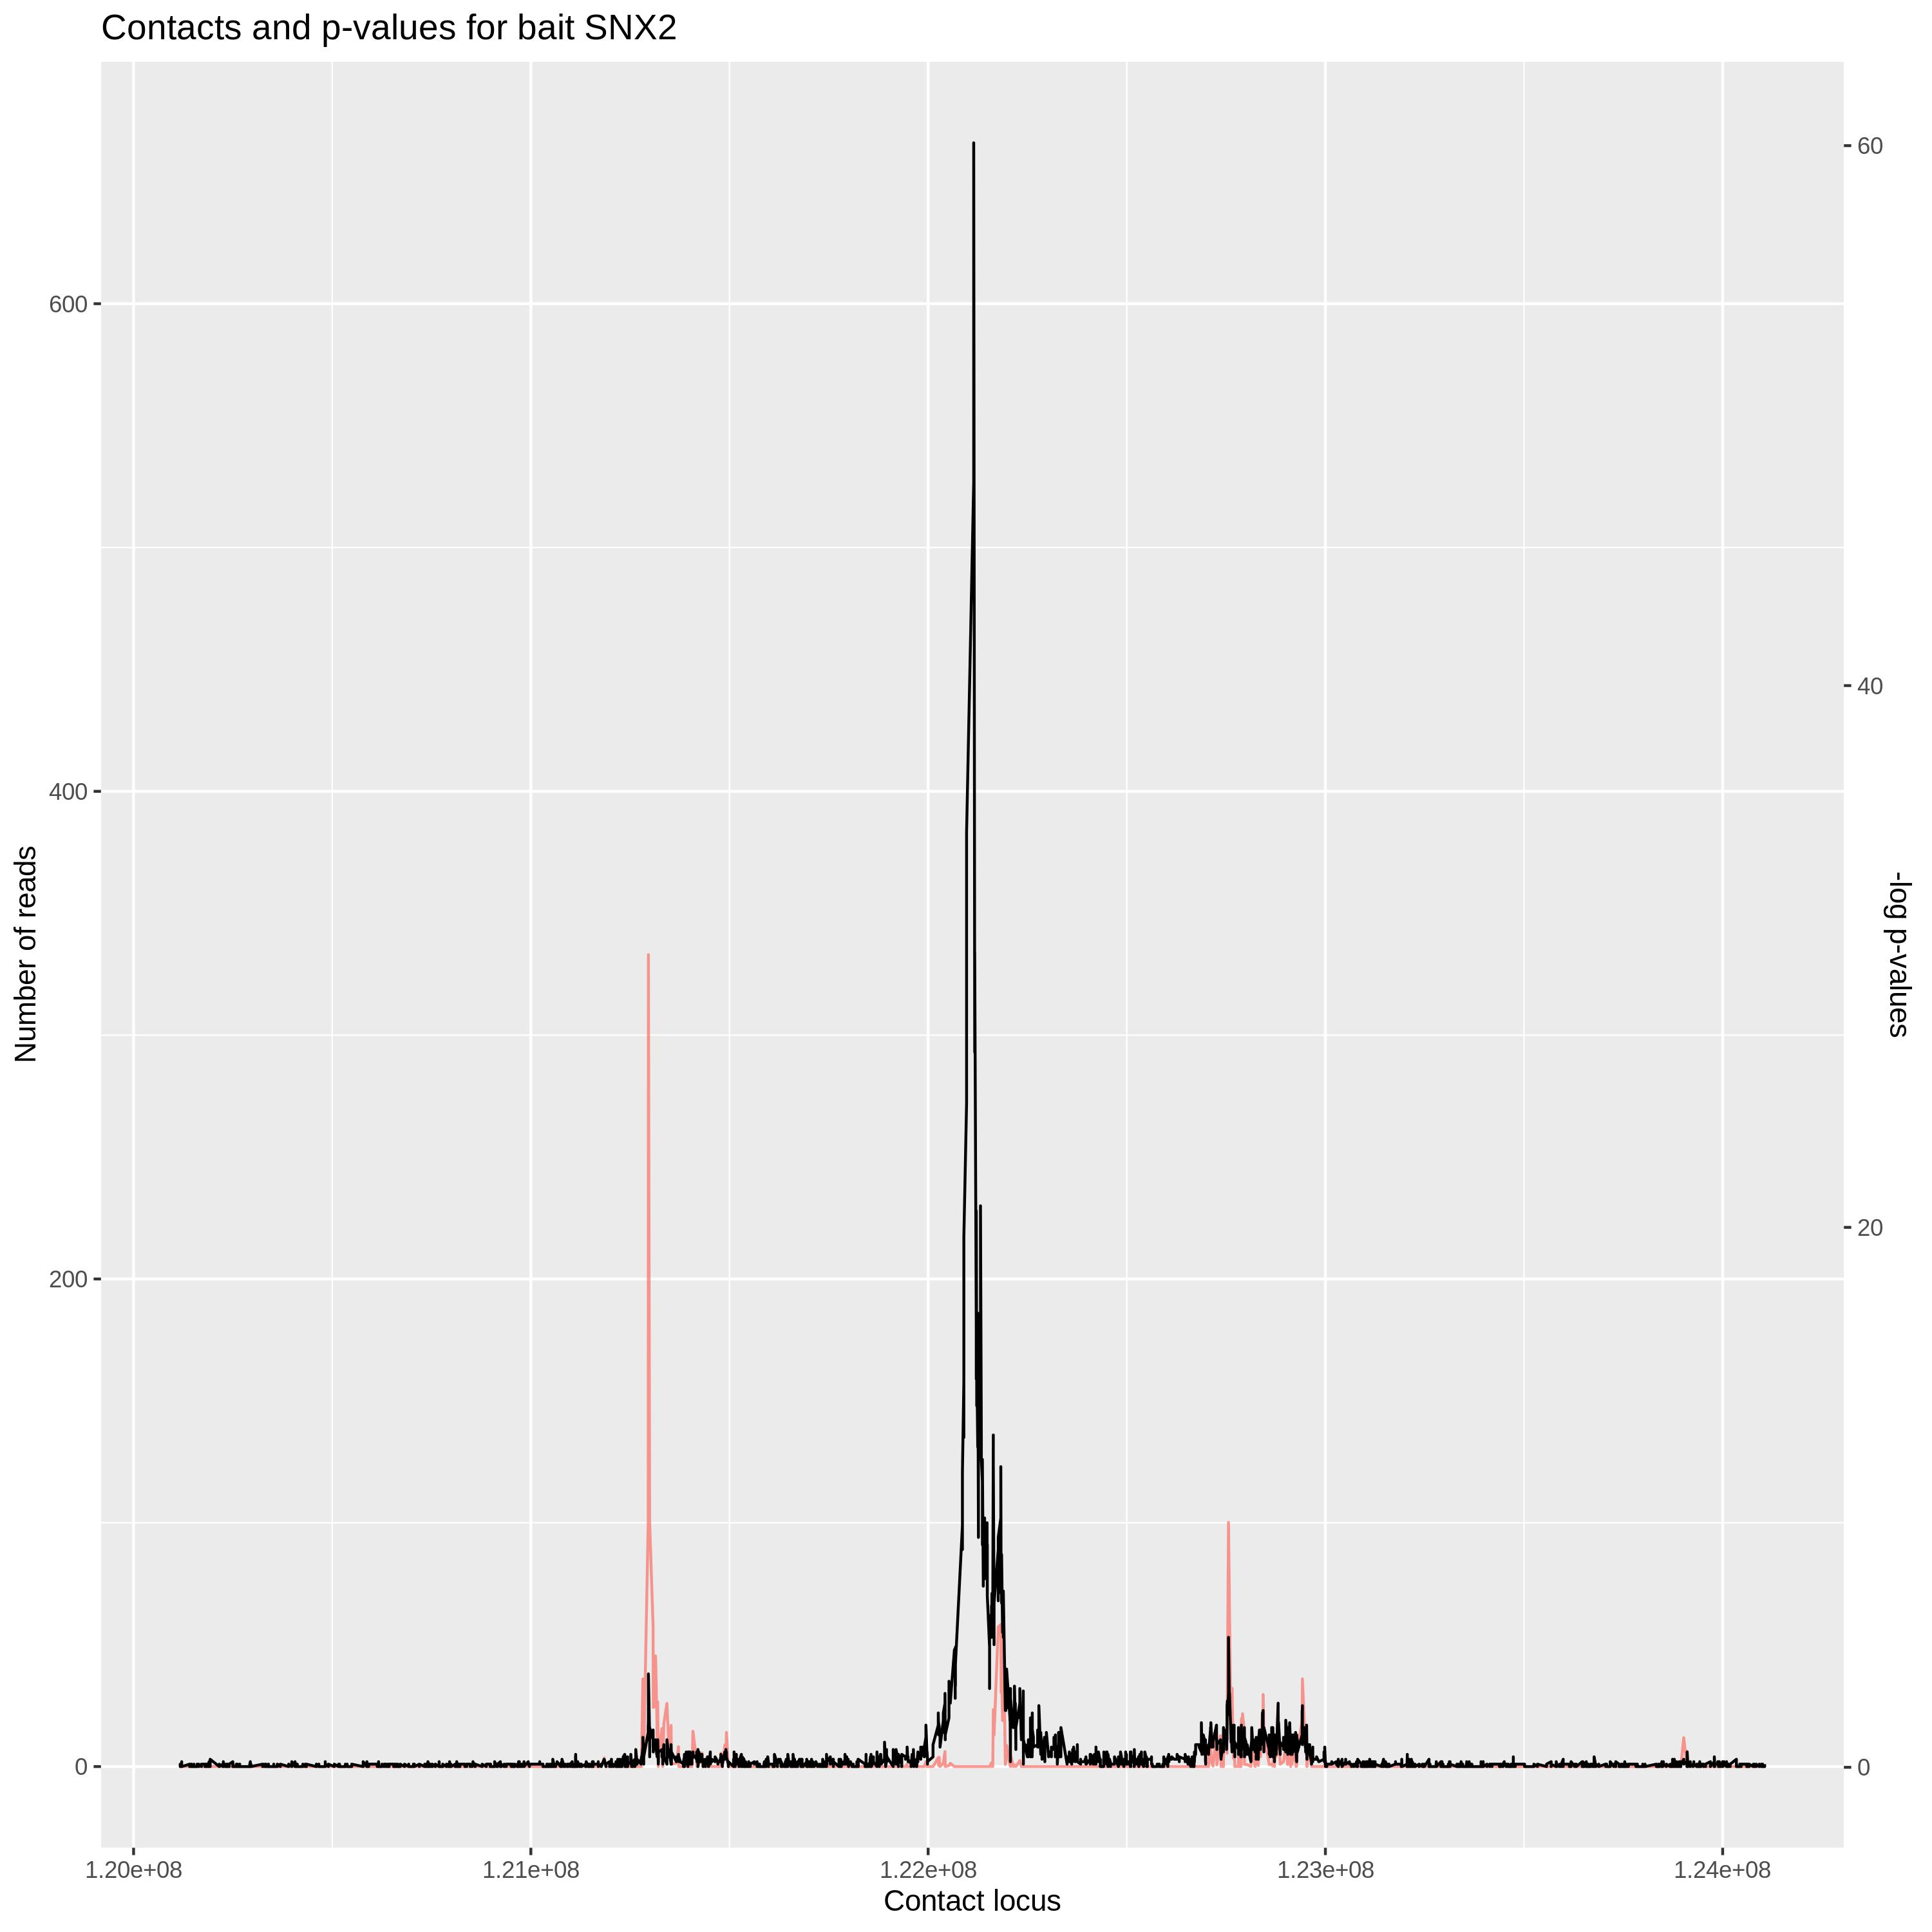 Contacts and p-values for bait SNX2
Number of reads
600
400
200
0
60
40
20
0
-log p-values
1.20e+08
1.21e+08
1.22e+08
1.23e+08
1.24e+08
Contact locus